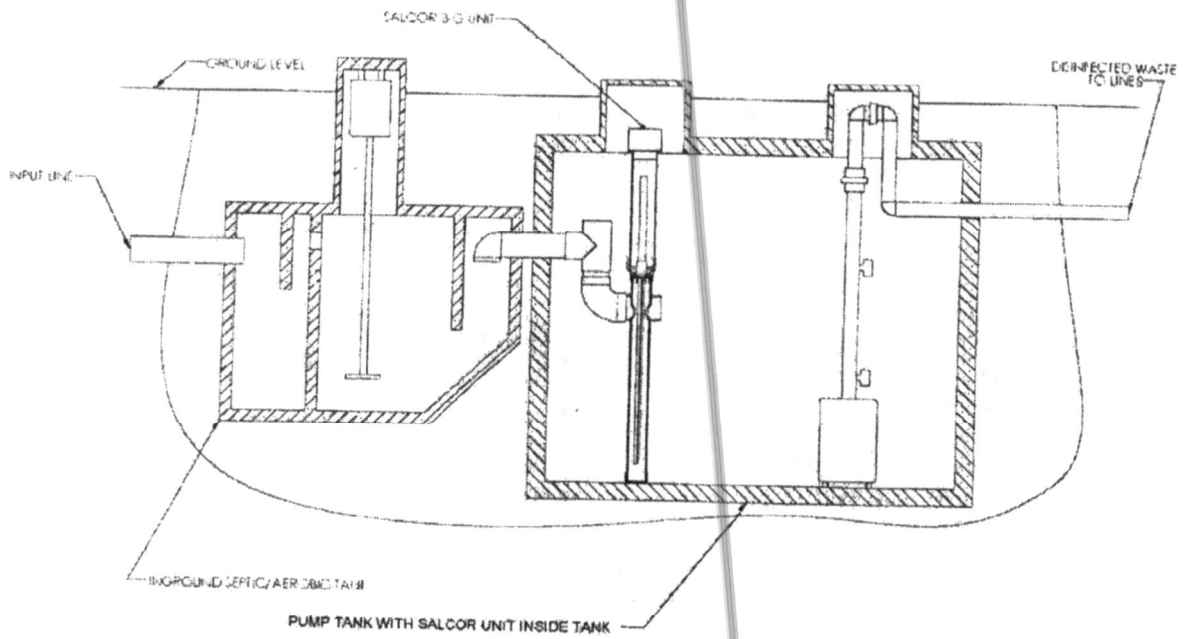 SALCOR 3-G UNIT
GROUND LEVEL
DISINFECTED WASTE
TO LINES
INPUT LINE
INGROUND SEPTIC/AEROBIC TANK
PUMP TANK WITH SALCOR UNIT INSIDE TANK